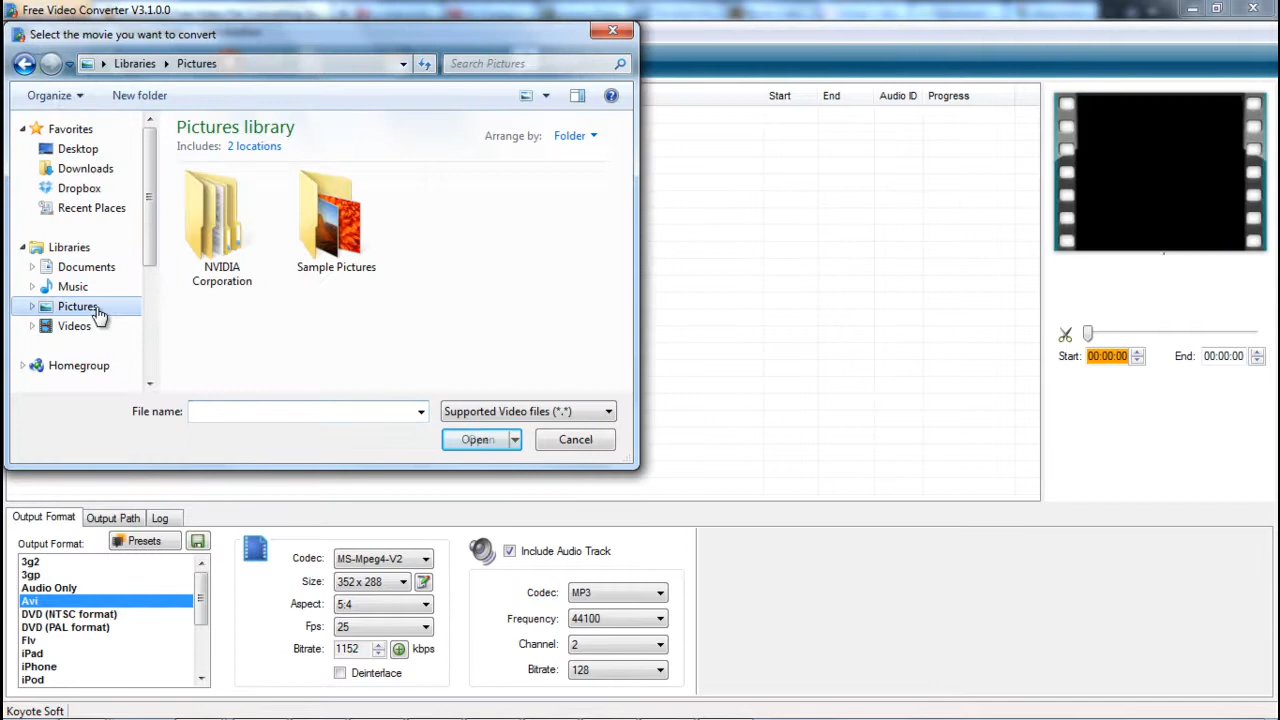 Free Video Converter V3.1.0.0
Select the movie you want to convert
Libraries Pictures
Search Pictures
Organize
New folder
Favorites
Desktop
Downloads
Dropbox
Recent Places
Libraries
Documents
Music
Pictures
Videos
Homegroup
Pictures library
Includes: 2 locations
Arrange by: Folder
NVIDIA
Corporation
Sample Pictures
File name:
Supported Video files (*.*)
Open
Cancel
Start End Audio ID Progress
Start: 00:00:00 End: 00:00:00
Output Format Output Path Log
Output Format: Presets
3g2
3gp
Audio Only
Avi
DVD (NTSC format)
DVD (PAL format)
Flv
iPad
iPhone
iPod
Codec: MS-Mpeg4-V2
Size: 352 x 288
Aspect: 5:4
Fps: 25
Bitrate: 1152 kbps
Deinterlace
Include Audio Track
Codec: MP3
Frequency: 44100
Channel: 2
Bitrate: 128
Koyote Soft